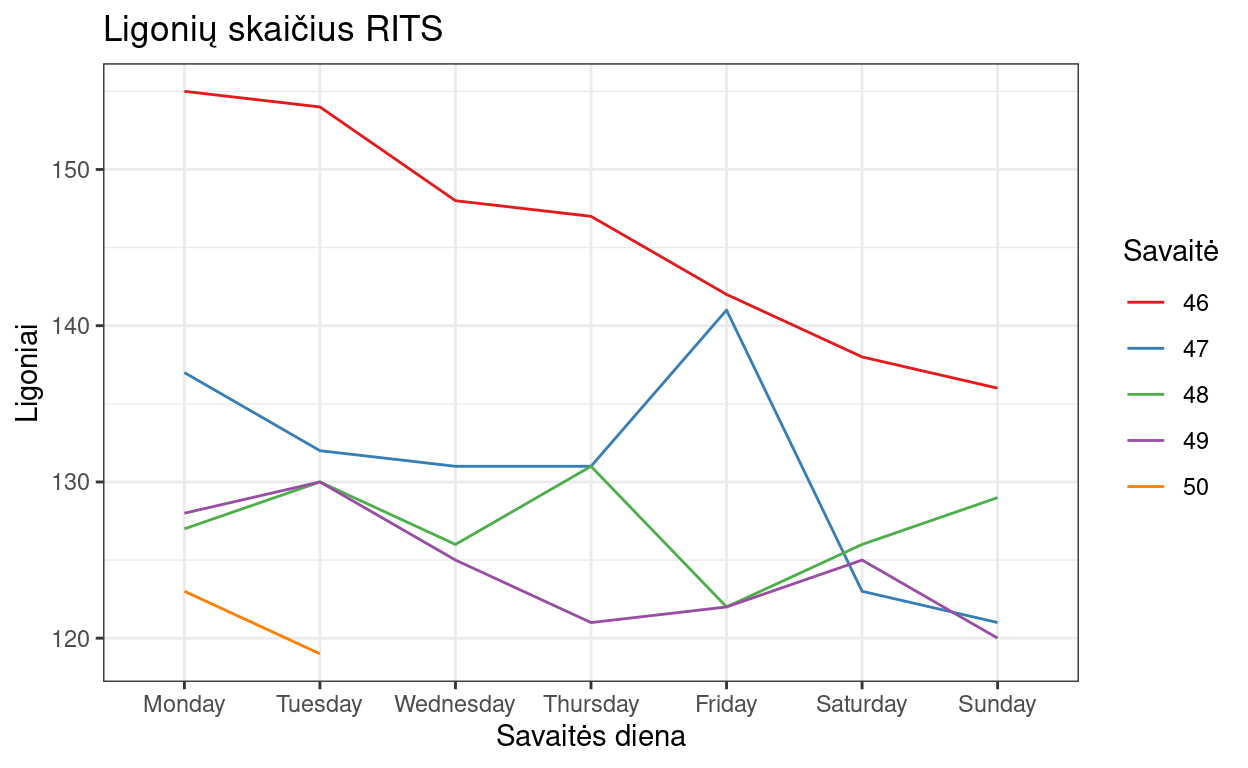 Ligonių skaičius RITS
150
140
130
120
Ligoniai
Monday Tuesday Wednesday Thursday Friday Saturday Sunday
Savaitės diena
Savaitė
46
47
48
49
50